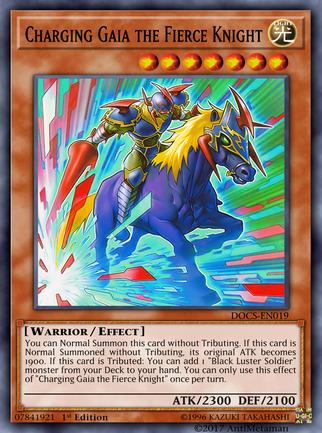 CHARGING GAIA THE FIERCE KNIGHT
LIGHT
光
DOCS-EN019
[WARRIOR / EFFECT]
You can Normal Summon this card without Tributing. If this card is
Normal Summoned without Tributing, its original ATK becomes
1900. If this card is Tributed: You can add 1 "Black Luster Soldier"
monster from your Deck to your hand. You can only use this effect
of "Charging Gaia the Fierce Knight" once per turn.
ATK/2300 DEF/2100
07841921 1st Edition ©1996 KAZUKI TAKAHASHI
©2017 AntiMetaman